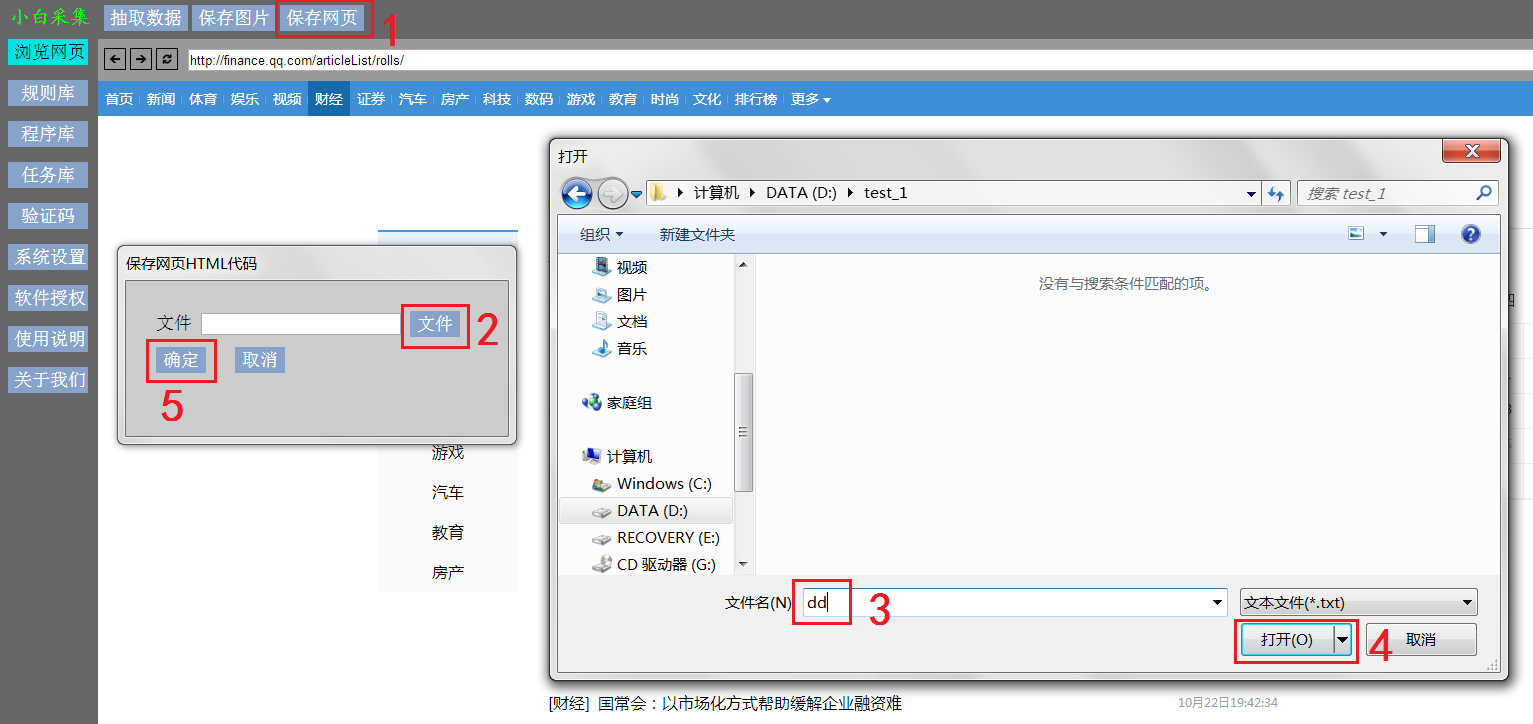 小白采集
抽取数据 保存图片 保存网页 1
浏览网页
规则库
程序库
任务库
验证码
系统设置
软件授权
使用说明
关于我们
http://finance.qq.com/articleList/rolls/
首页 新闻 体育 娱乐 视频 财经 证券 汽车 房产 科技 数码 游戏 教育 时尚 文化 排行榜 更多
保存网页HTML代码
文件 文件 2
确定 取消
5
游戏
汽车
教育
房产
打开
计算机 DATA (D:) test_1
搜索 test_1
组织 新建文件夹
视频
图片
文档
音乐
家庭组
计算机
Windows (C:)
DATA (D:)
RECOVERY (E:)
CD 驱动器 (G:)
没有与搜索条件匹配的项。
文件名(N) dd 3 文本文件(*.txt)
打开(O) 4 取消
[财经] 国常会：以市场化方式帮助缓解企业融资难 10月22日19:42:34